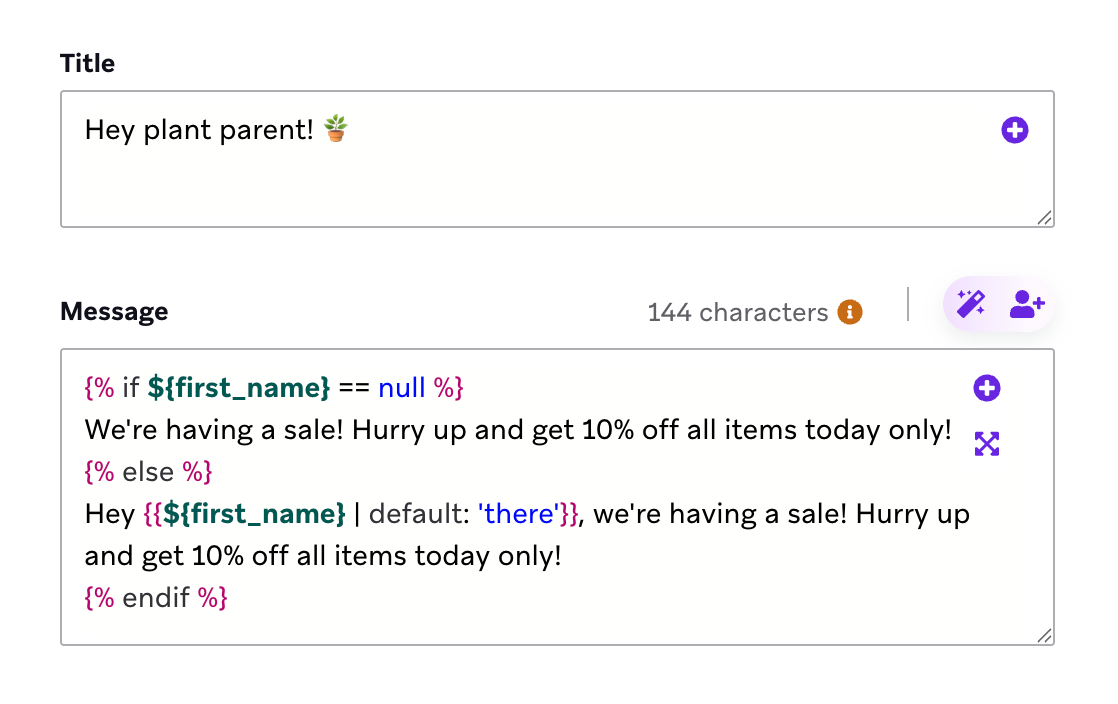 Title
Hey plant parent! 🪴
Message
144 characters
{% if ${first_name} == null %}
We're having a sale! Hurry up and get 10% off all items today only!
{% else %}
Hey {{${first_name} | default: 'there'}}, we're having a sale! Hurry up
and get 10% off all items today only!
{% endif %}